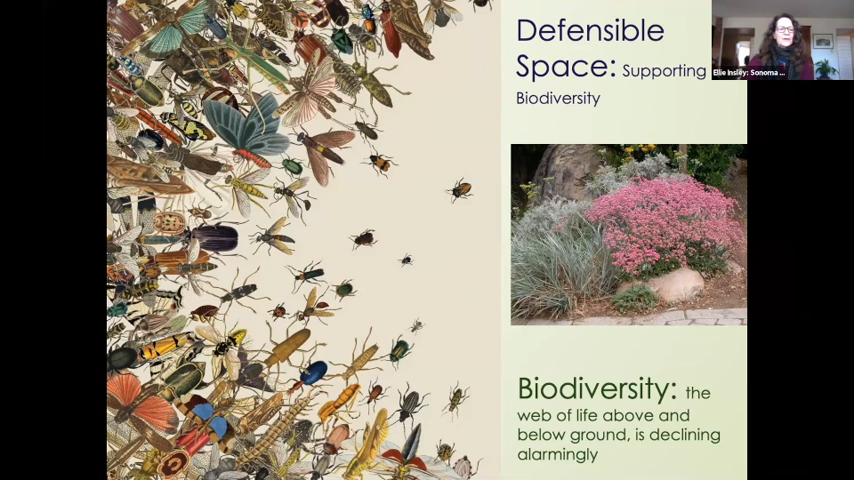 Defensible
Space: Supporting
Biodiversity
Ellie Insley: Sonoma ...
Biodiversity: the
web of life above and
below ground, is declining
alarmingly